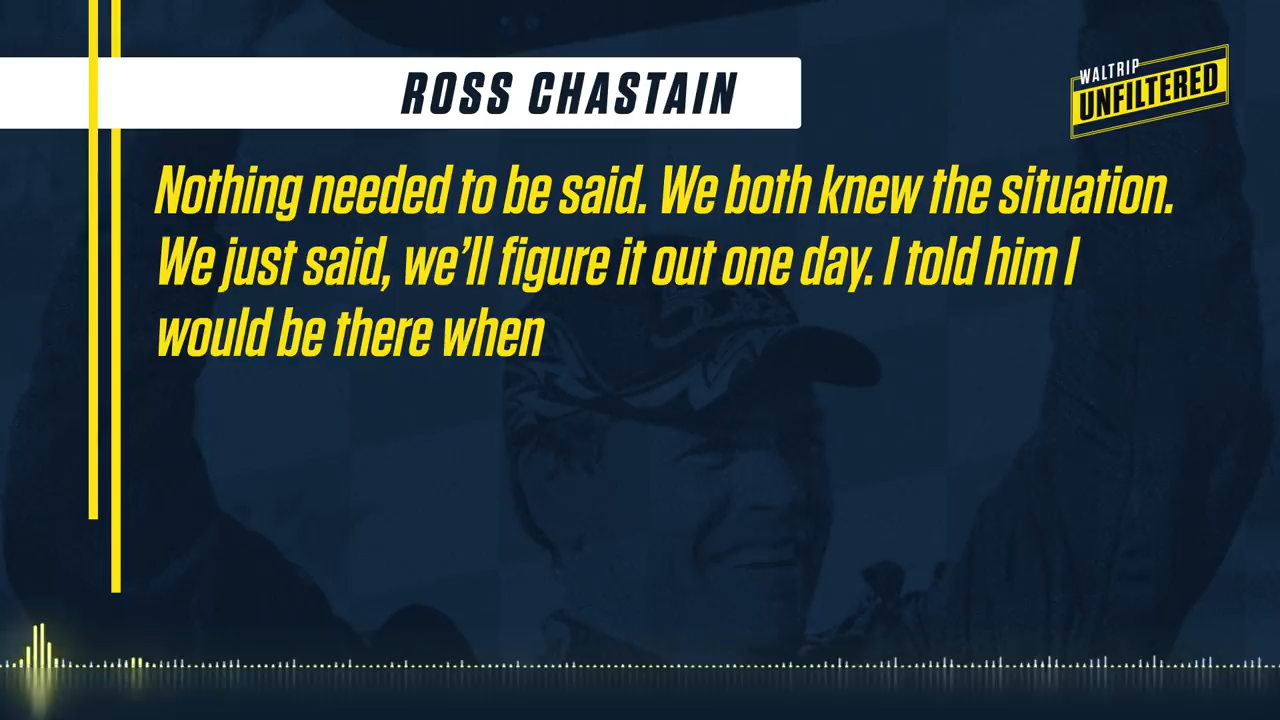 ROSS CHASTAIN
WALTRIP
UNFILTERED
Nothing needed to be said. We both knew the situation.
We just said, we’ll figure it out one day. I told him I
would be there when